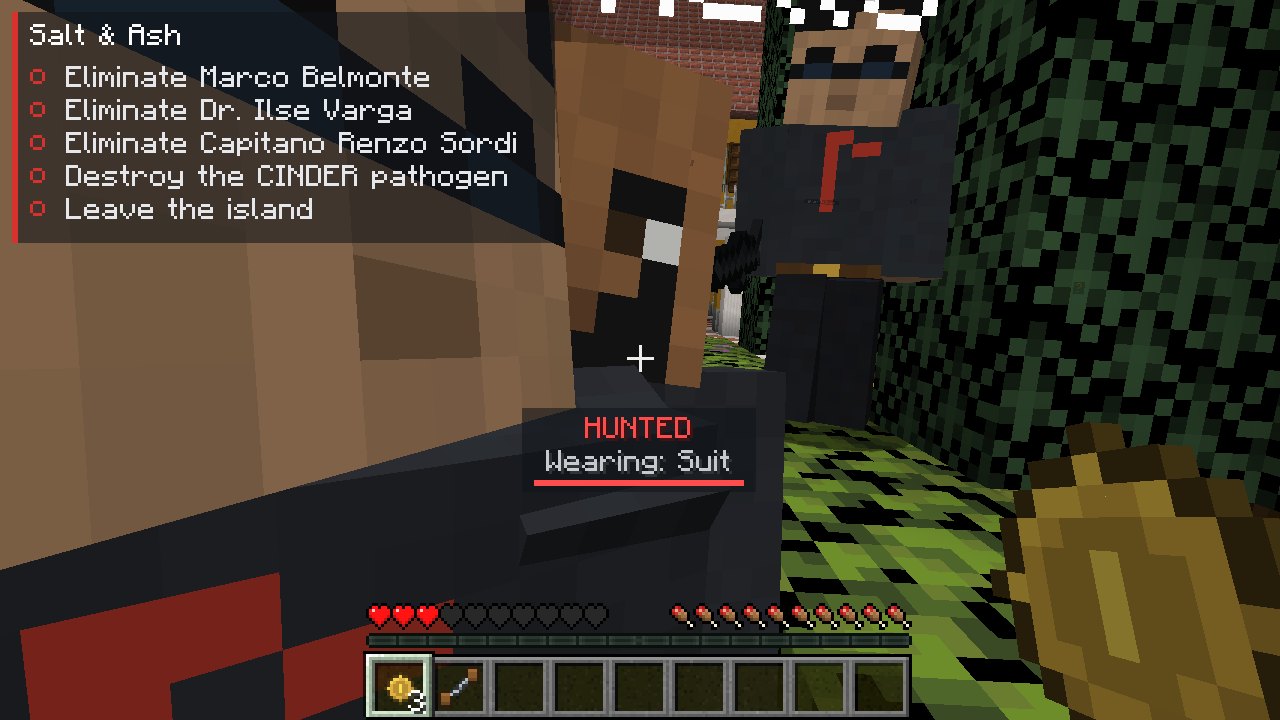 Salt & Ash
Eliminate Marco Belmonte
Eliminate Dr. Ilse Varga
Eliminate Capitano Renzo Sordi
Destroy the CINDER pathogen
Leave the island
HUNTED
Wearing: Suit
3